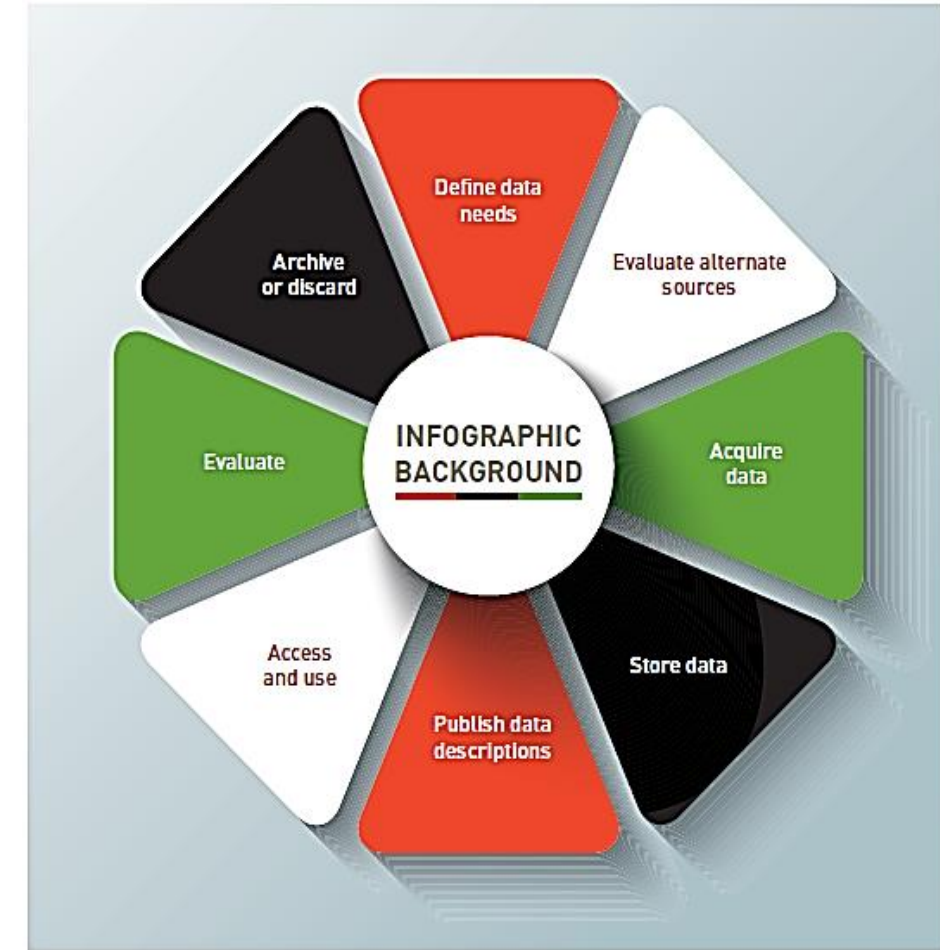 Define data
needs
Evaluate alternate
sources
Acquire
data
Store data
Publish data
descriptions
Access
and use
Evaluate
Archive
or discard
INFOGRAPHIC
BACKGROUND